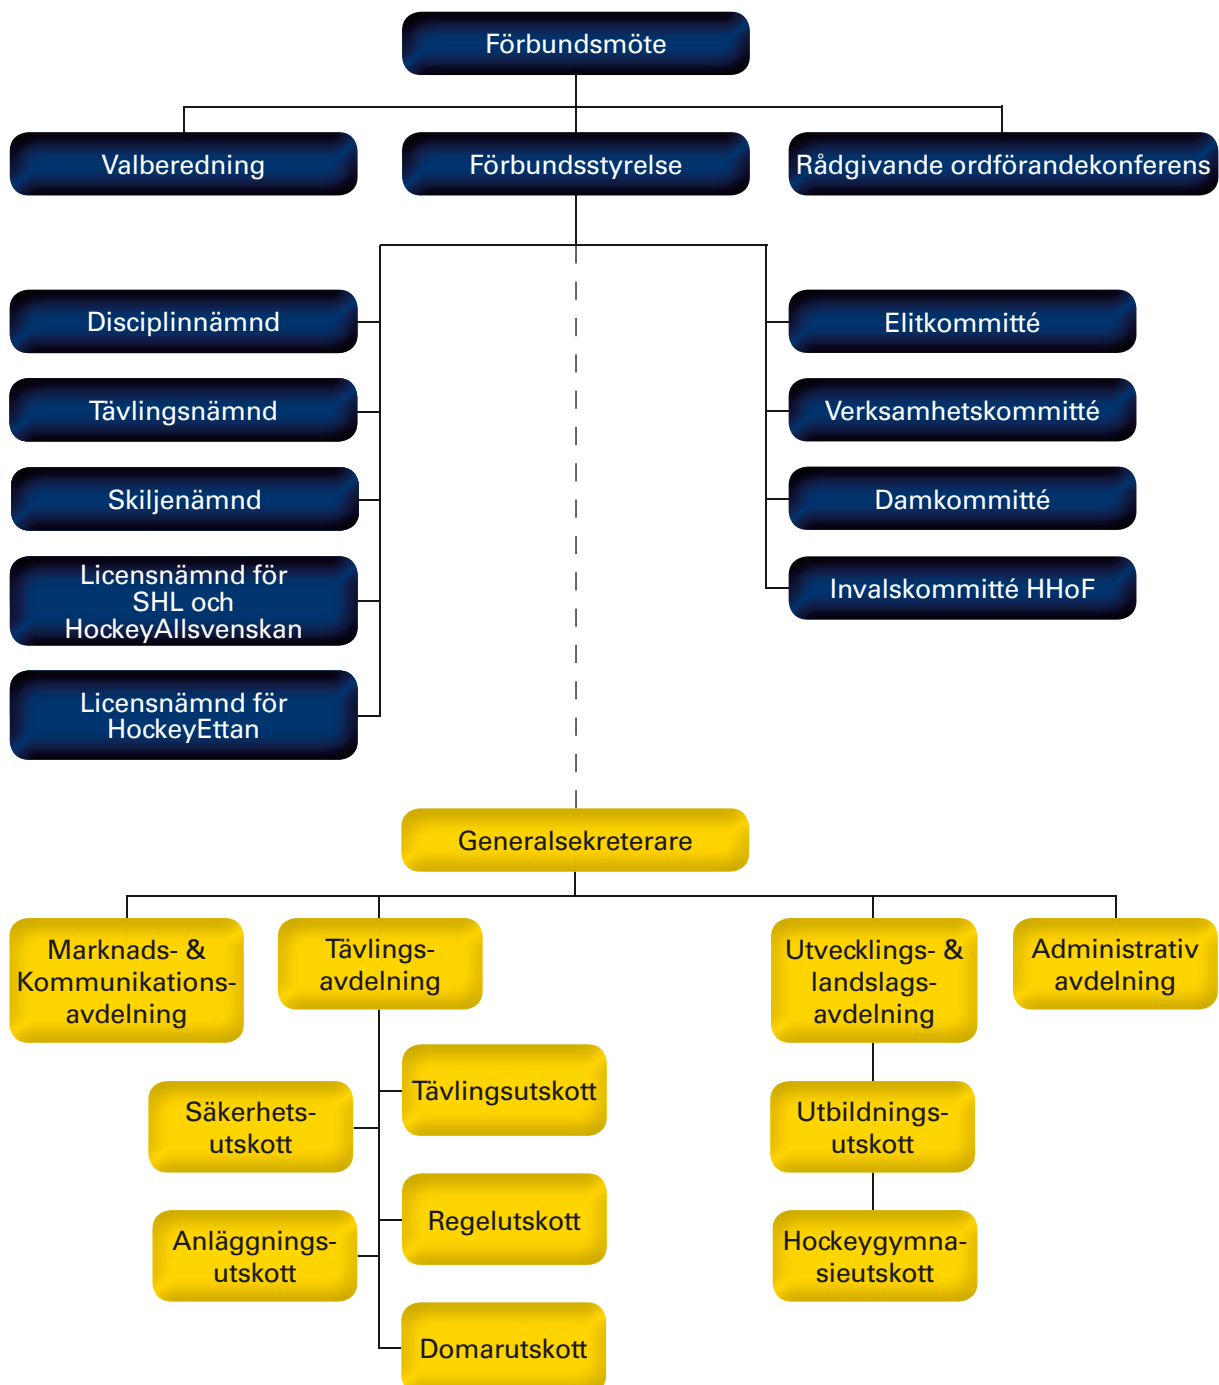 Förbundsmöte
Valberedning
Förbundsstyrelse
Rådgivande ordförandekonferens
Disciplinnämnd
Tävlingsnämnd
Skiljenämnd
Licensnämnd för
SHL och
HockeyAllsvenskan
Licensnämnd för
HockeyEttan
Elitkommitté
Verksamhetskommitté
Damkommitté
Invalskommitté HHoF
Generalsekreterare
Marknads- &
Kommunikations-
avdelning
Tävlings-
avdelning
Utvecklings- &
landslags-
avdelning
Administrativ
avdelning
Tävlingsutskott
Säkerhets-
utskott
Regelutskott
Anläggnings-
utskott
Domarutskott
Utbildnings-
utskott
Hockeygymna-
sieutskott